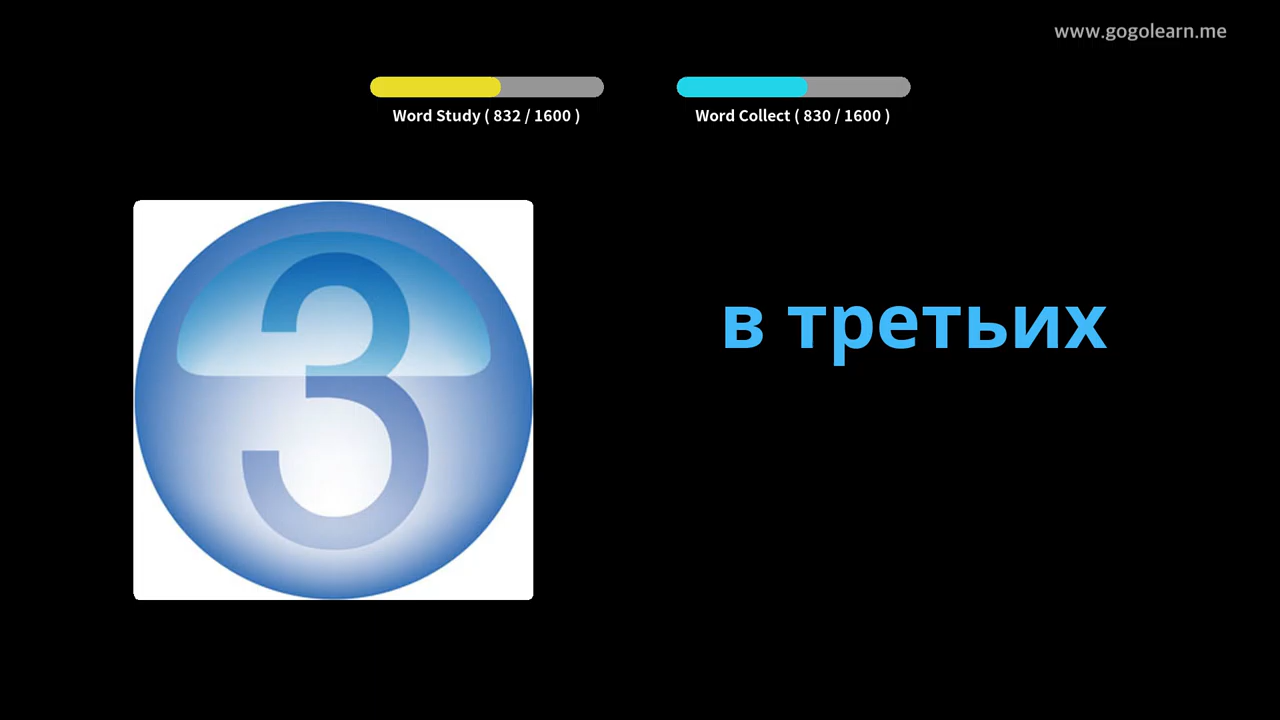 www.gogolearn.me
Word Study ( 832 / 1600 )
Word Collect ( 830 / 1600 )
3
в третьих